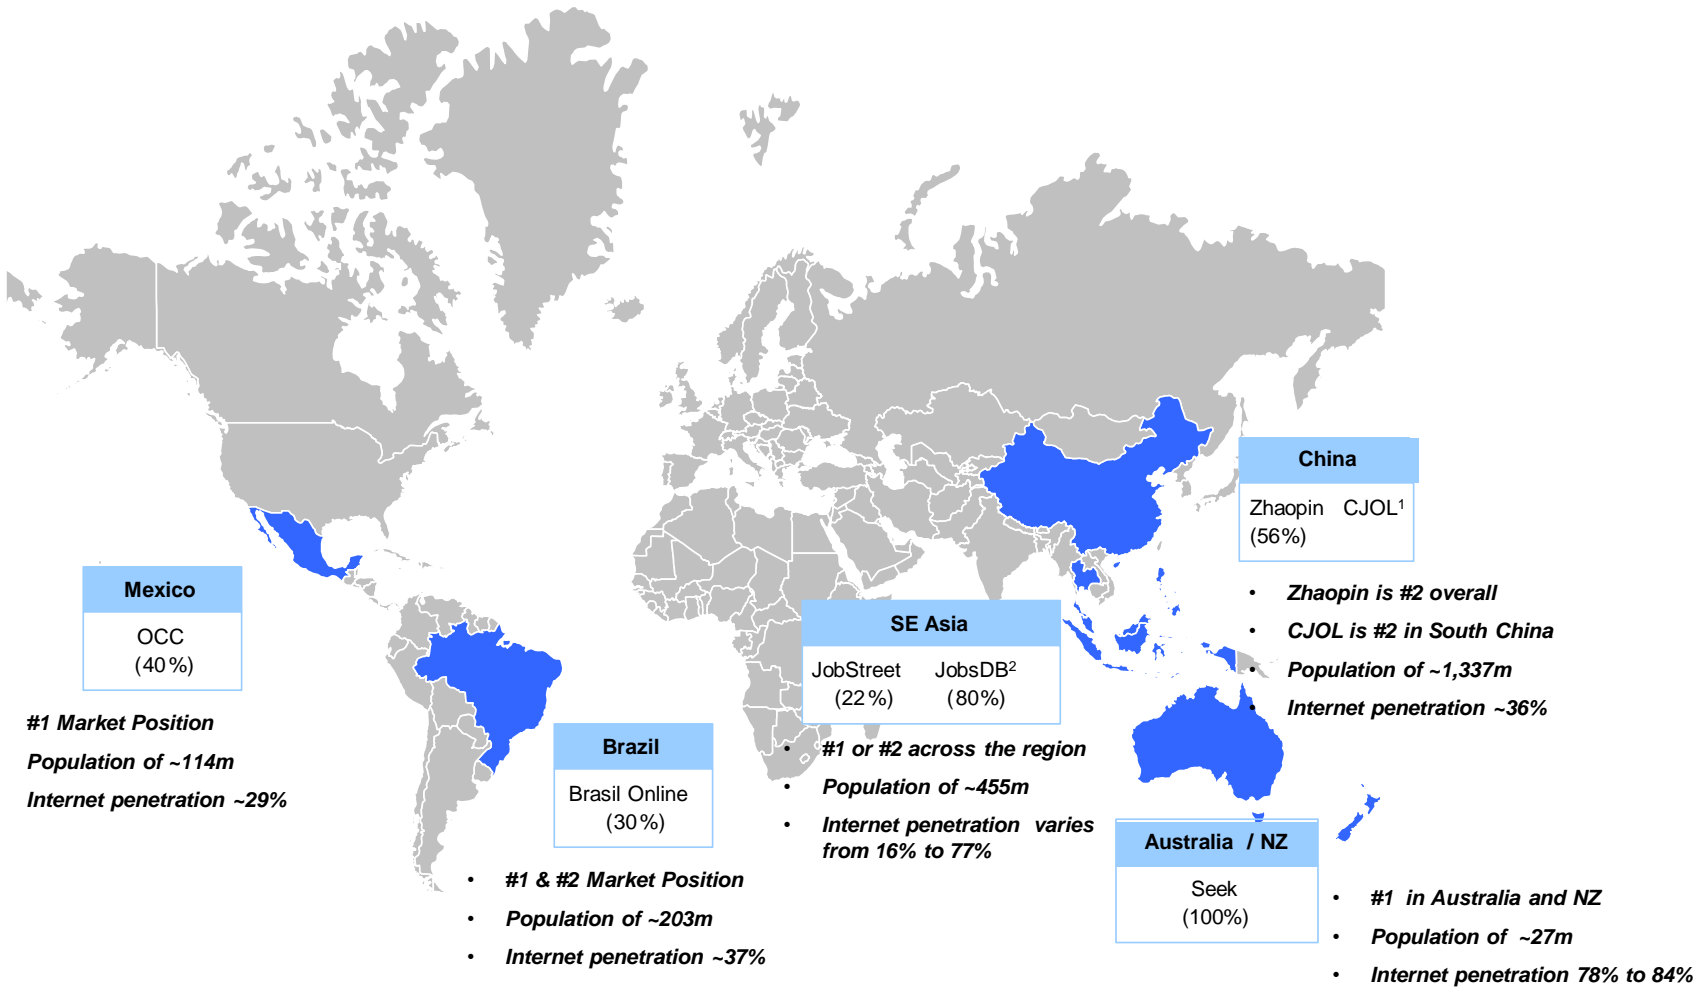 China
Zhaopin CJOL¹
(56%)
• Zhaopin is #2 overall
• CJOL is #2 in South China
• Population of ~1,337m
• Internet penetration ~36%
Mexico
OCC
(40%)
#1 Market Position
Population of ~114m
Internet penetration ~29%
SE Asia
JobStreet JobsDB²
(22%) (80%)
• #1 or #2 across the region
• Population of ~455m
• Internet penetration varies
from 16% to 77%
Brazil
Brasil Online
(30%)
• #1 & #2 Market Position
• Population of ~203m
• Internet penetration ~37%
Australia / NZ
Seek
(100%)
• #1 in Australia and NZ
• Population of ~27m
• Internet penetration 78% to 84%